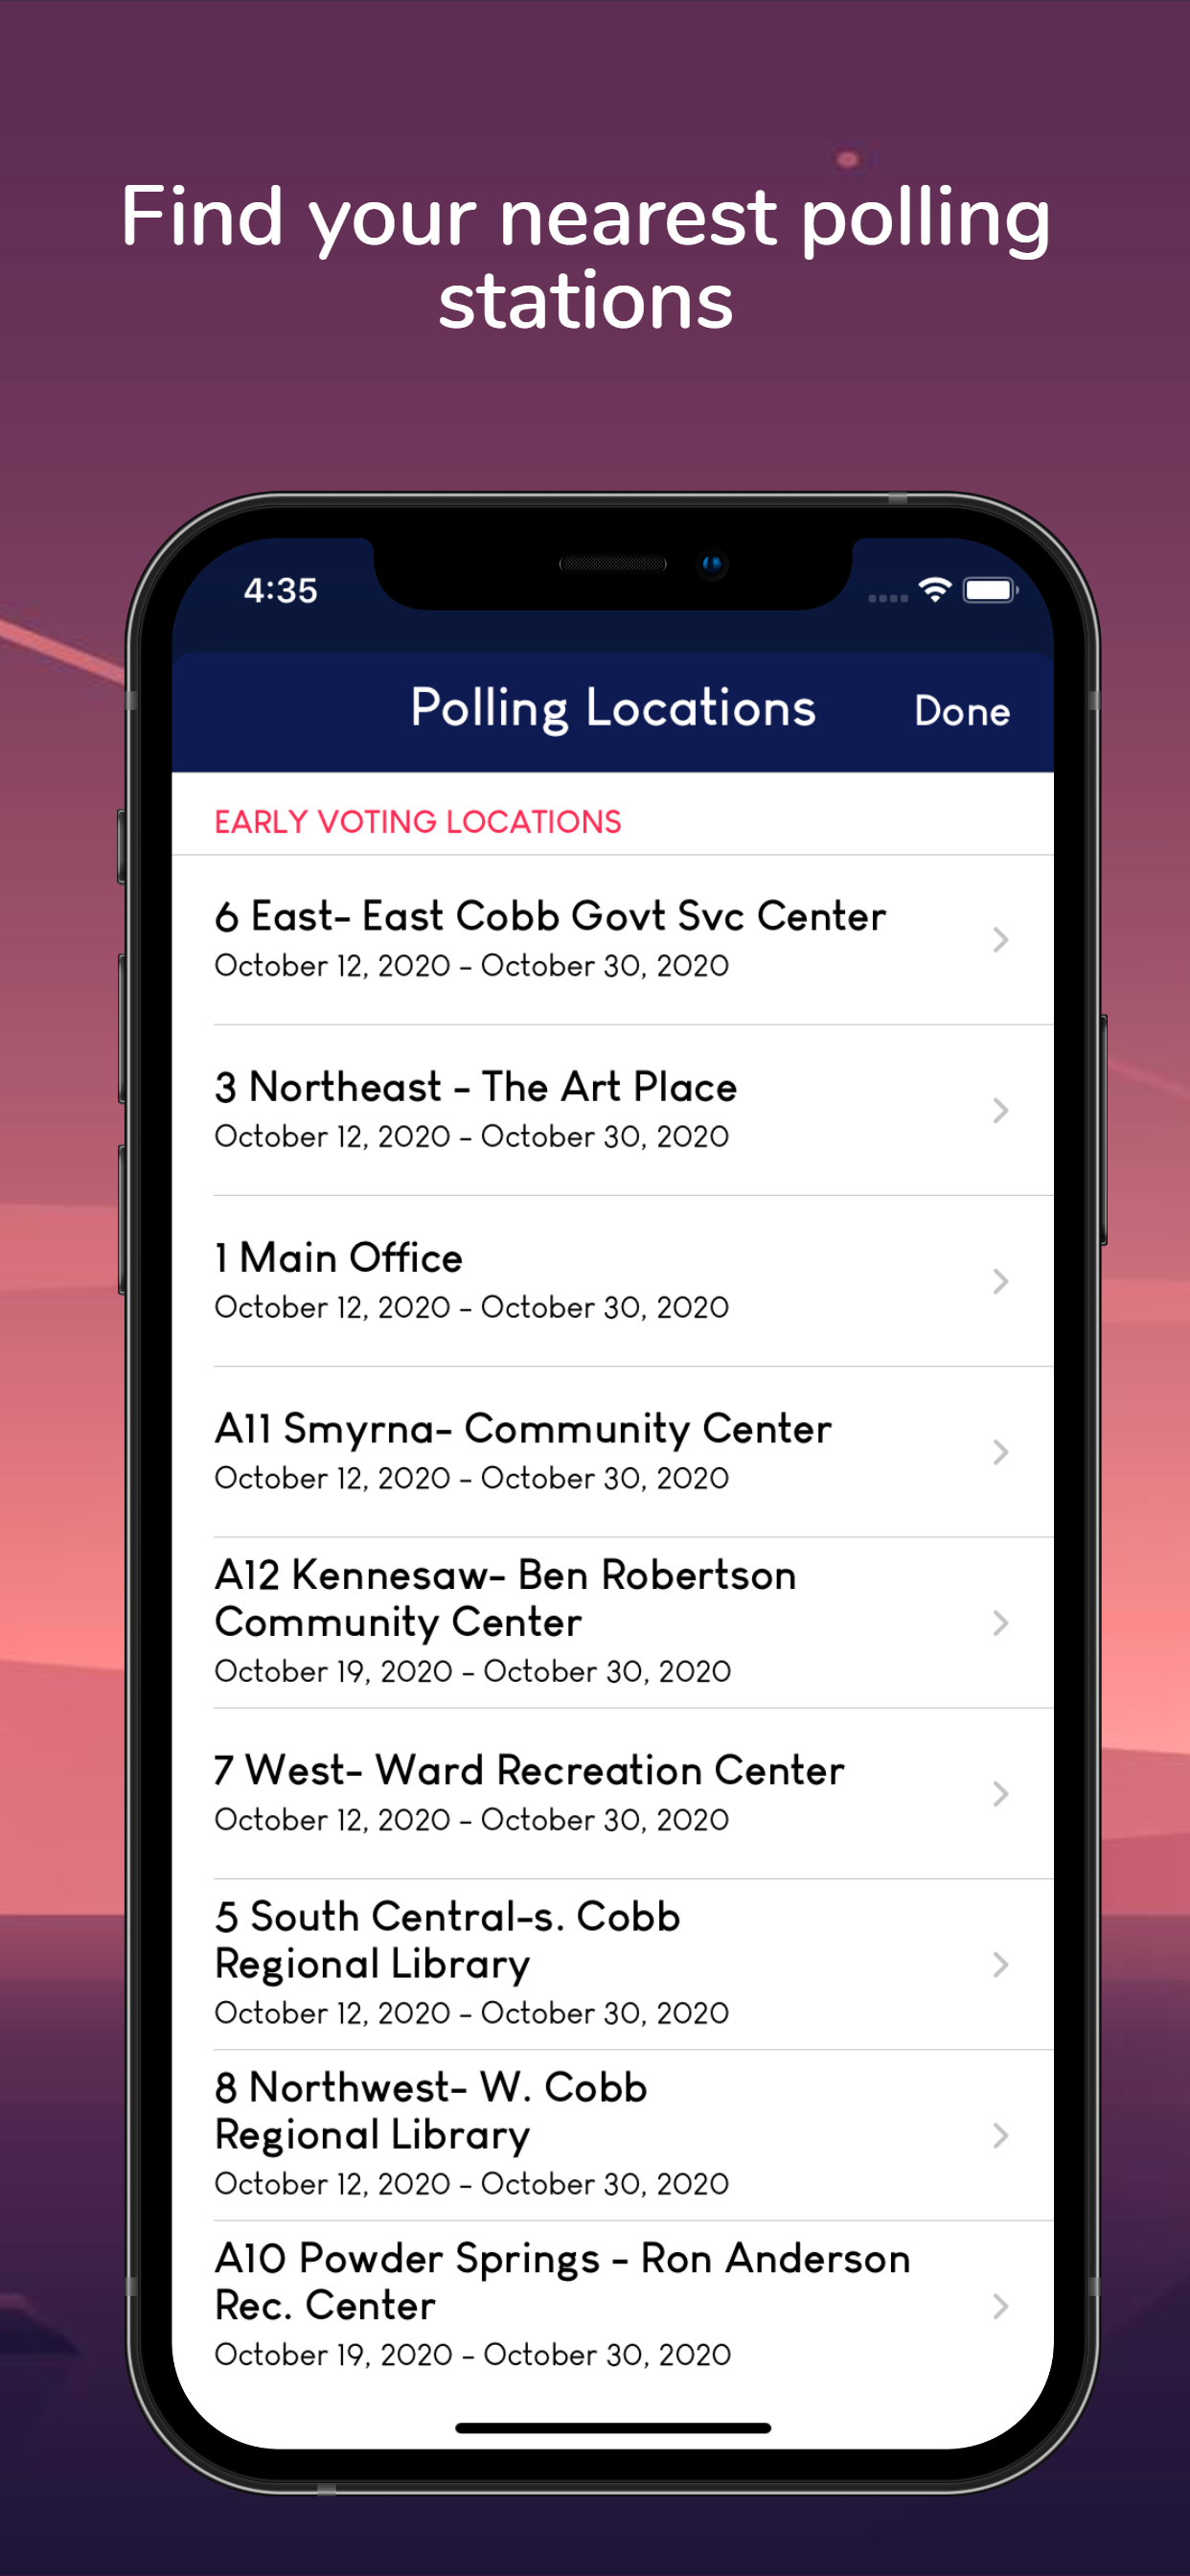 Find your nearest polling
stations
4:35
Polling Locations
Done
EARLY VOTING LOCATIONS
6 East- East Cobb Govt Svc Center
October 12, 2020 - October 30, 2020
3 Northeast - The Art Place
October 12, 2020 - October 30, 2020
1 Main Office
October 12, 2020 - October 30, 2020
A11 Smyrna- Community Center
October 12, 2020 - October 30, 2020
A12 Kennesaw- Ben Robertson
Community Center
October 19, 2020 - October 30, 2020
7 West- Ward Recreation Center
October 12, 2020 - October 30, 2020
5 South Central-s. Cobb
Regional Library
October 12, 2020 - October 30, 2020
8 Northwest- W. Cobb
Regional Library
October 12, 2020 - October 30, 2020
A10 Powder Springs - Ron Anderson
Rec. Center
October 19, 2020 - October 30, 2020